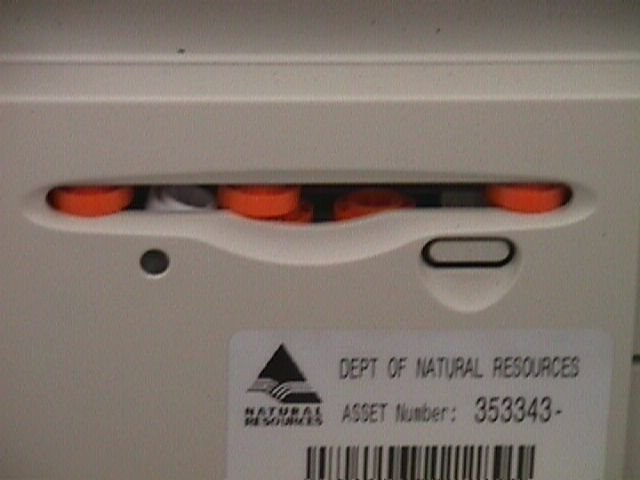 DEPT OF NATURAL RESOURCES
NATURAL
RESOURCES
ASSET Number: 353343-